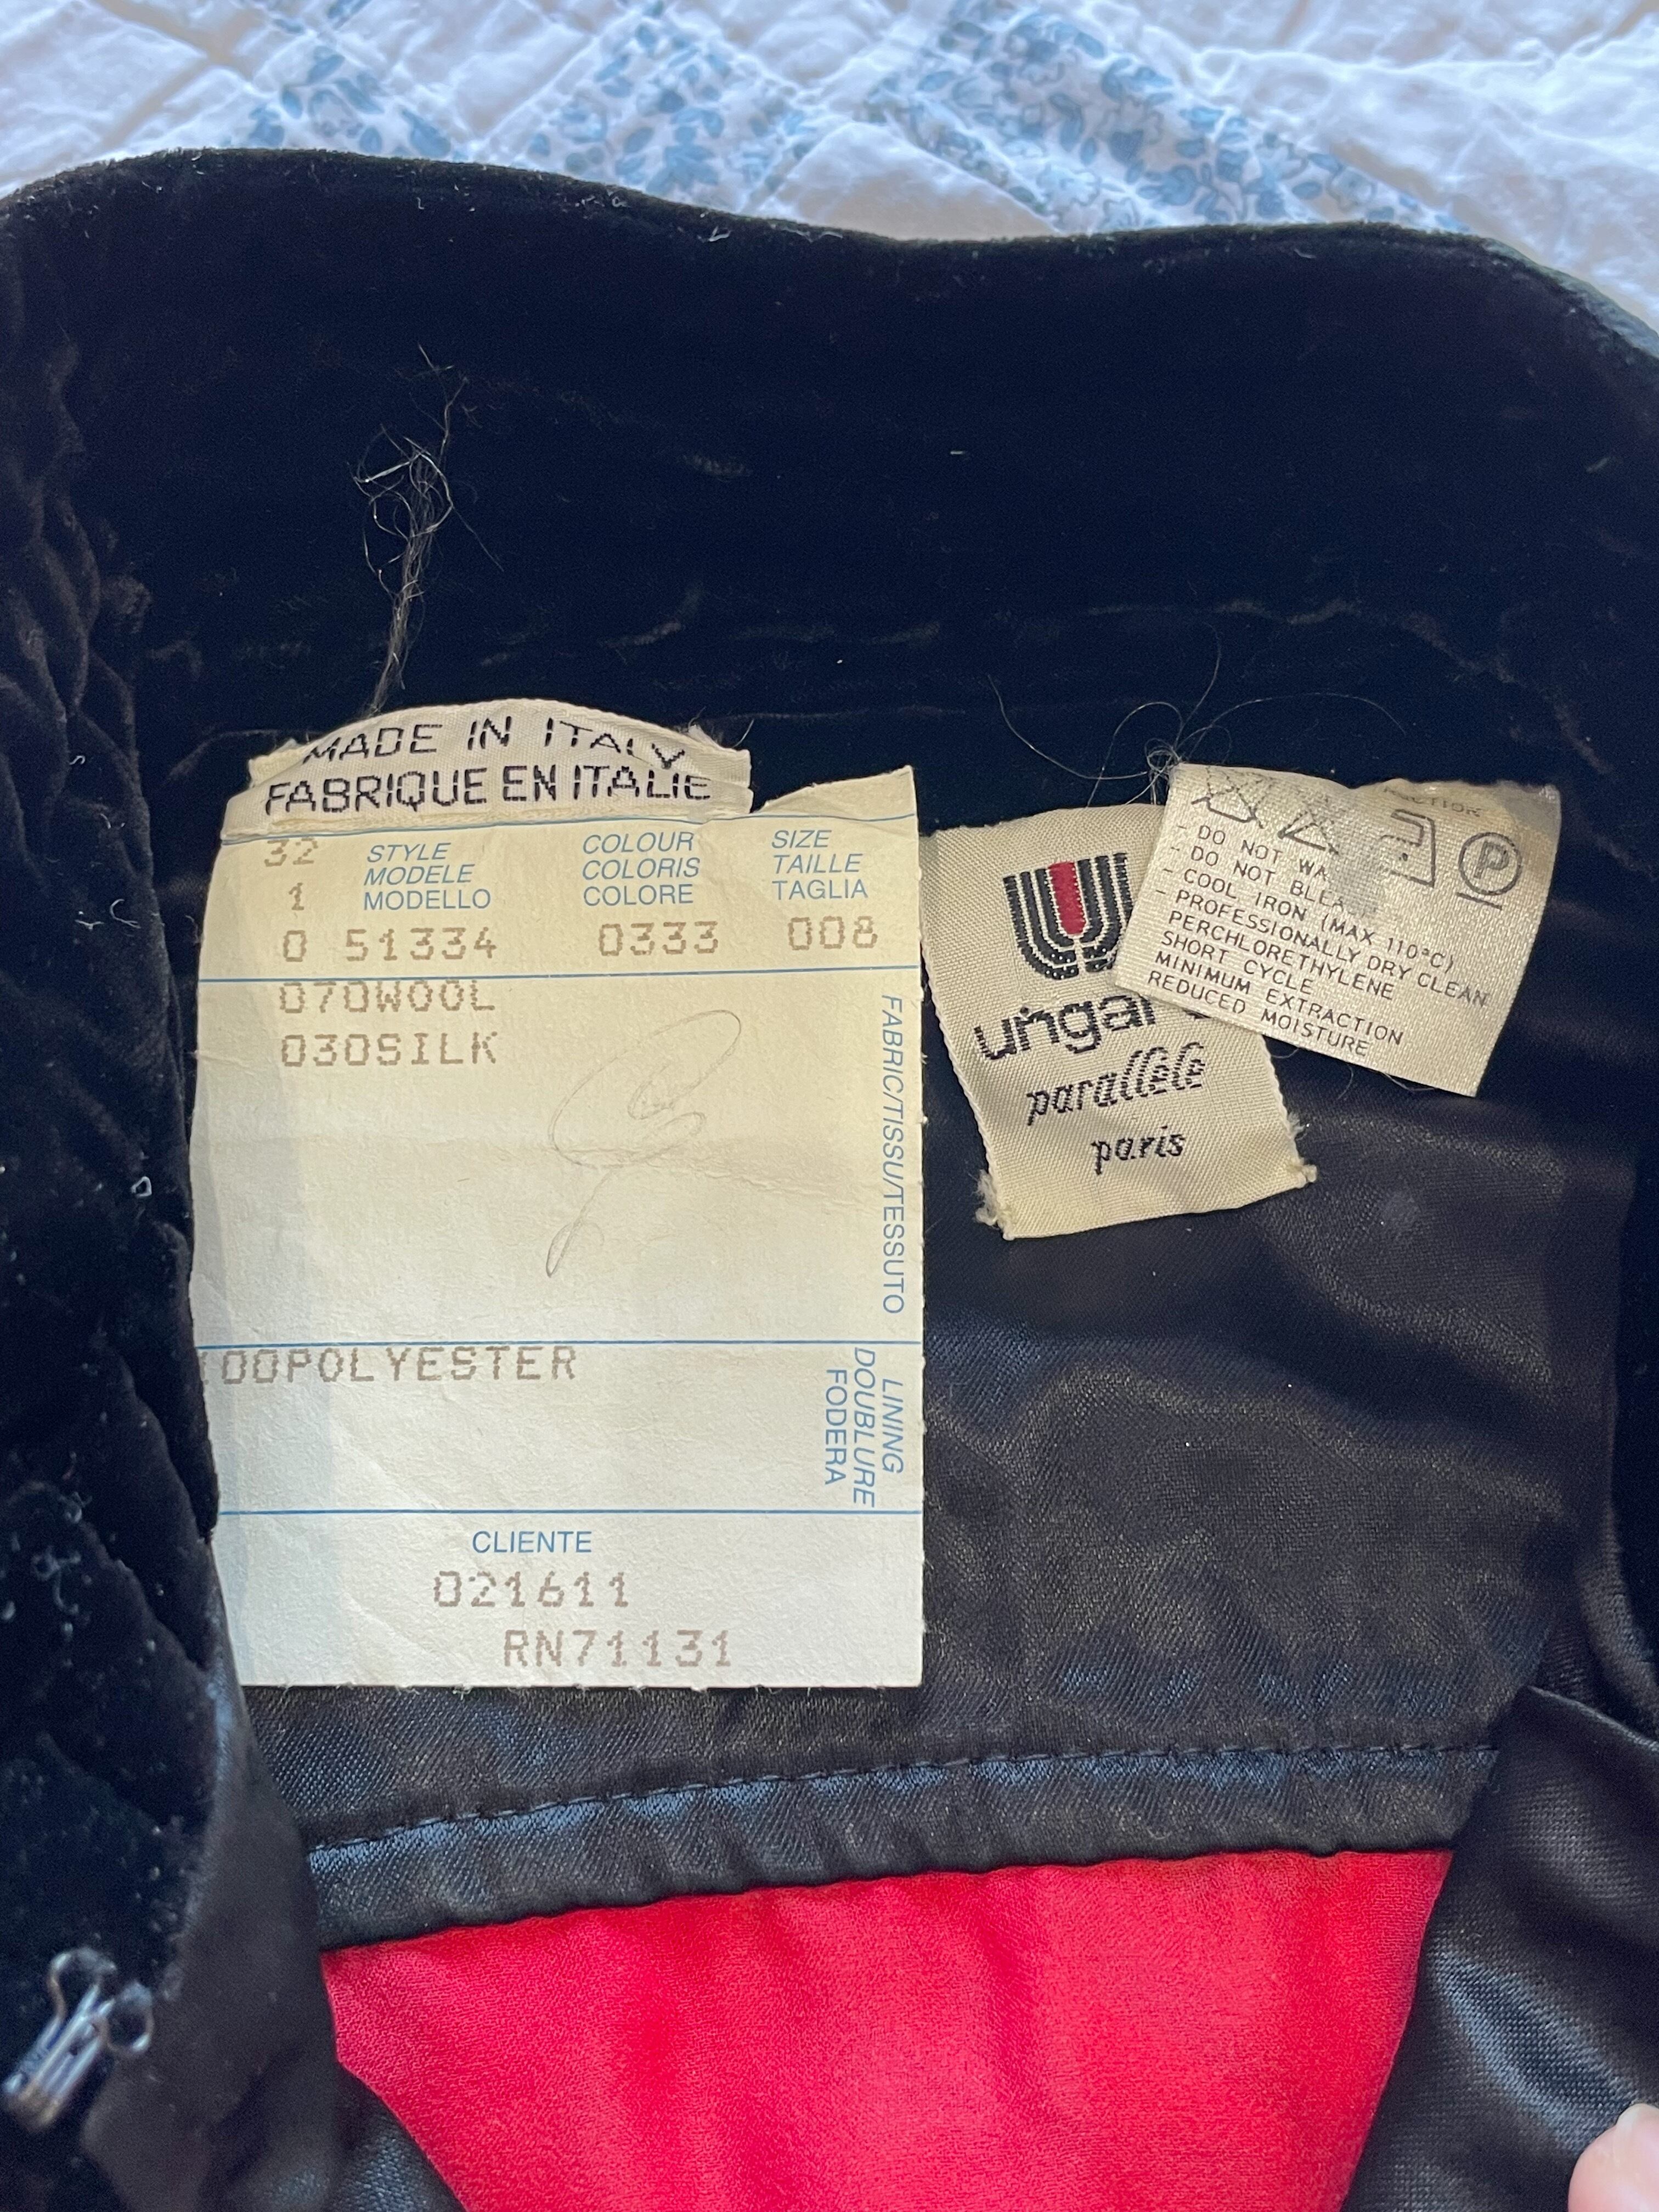 MADE IN ITALY
FABRIQUE EN ITALIE
32
1
STYLE
MODELE
MODELLO
COLOUR
COLORIS
COLORE
SIZE
TAILLE
TAGLIA
0 51334 0333 008
070WOOL
030SILK
FABRIC/TISSU/TESSUTO
100POLYESTER
LINING
DOUBLURE
FODERA
CLIENTE
021611
RN71131
ungar
parallèle
paris
- DO NOT WA
- DO NOT BLEA
- COOL IRON (MAX 110°C)
- PROFESSIONALLY DRY CLEAN
PERCHLORETHYLENE
SHORT CYCLE
MINIMUM EXTRACTION
REDUCED MOISTURE
P